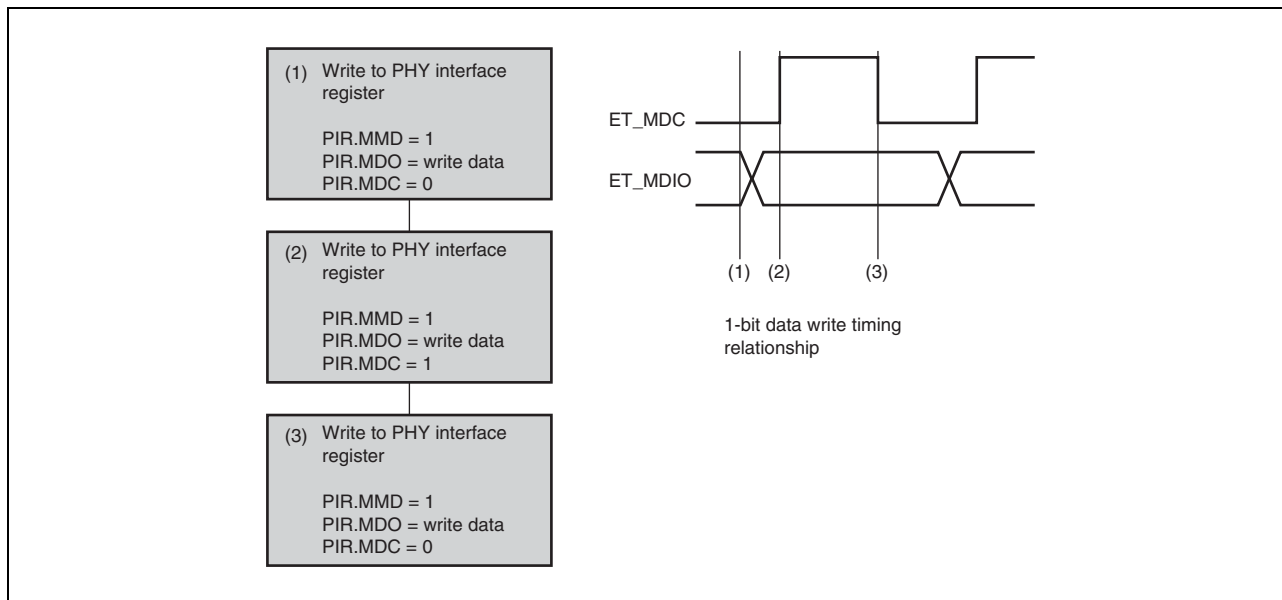 (1) Write to PHY interface
register
PIR.MMD = 1
PIR.MDO = write data
PIR.MDC = 0
(2) Write to PHY interface
register
PIR.MMD = 1
PIR.MDO = write data
PIR.MDC = 1
(3) Write to PHY interface
register
PIR.MMD = 1
PIR.MDO = write data
PIR.MDC = 0
ET_MDC
ET_MDIO
(1) (2) (3)
1-bit data write timing
relationship